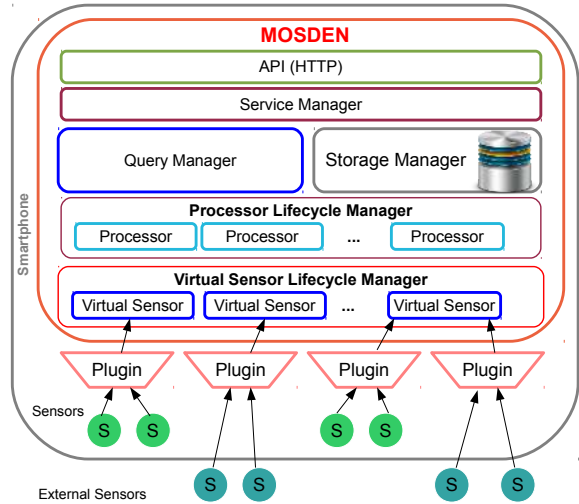 MOSDEN
API (HTTP)
Service Manager
Query Manager
Storage Manager
Processor Lifecycle Manager
Processor
Processor
...
Processor
Smartphone
Virtual Sensor Lifecycle Manager
Virtual Sensor
Virtual Sensor
...
Virtual Sensor
Plugin
Plugin
Plugin
Plugin
Sensors
S
S
S
S
External Sensors
S
S
S
S